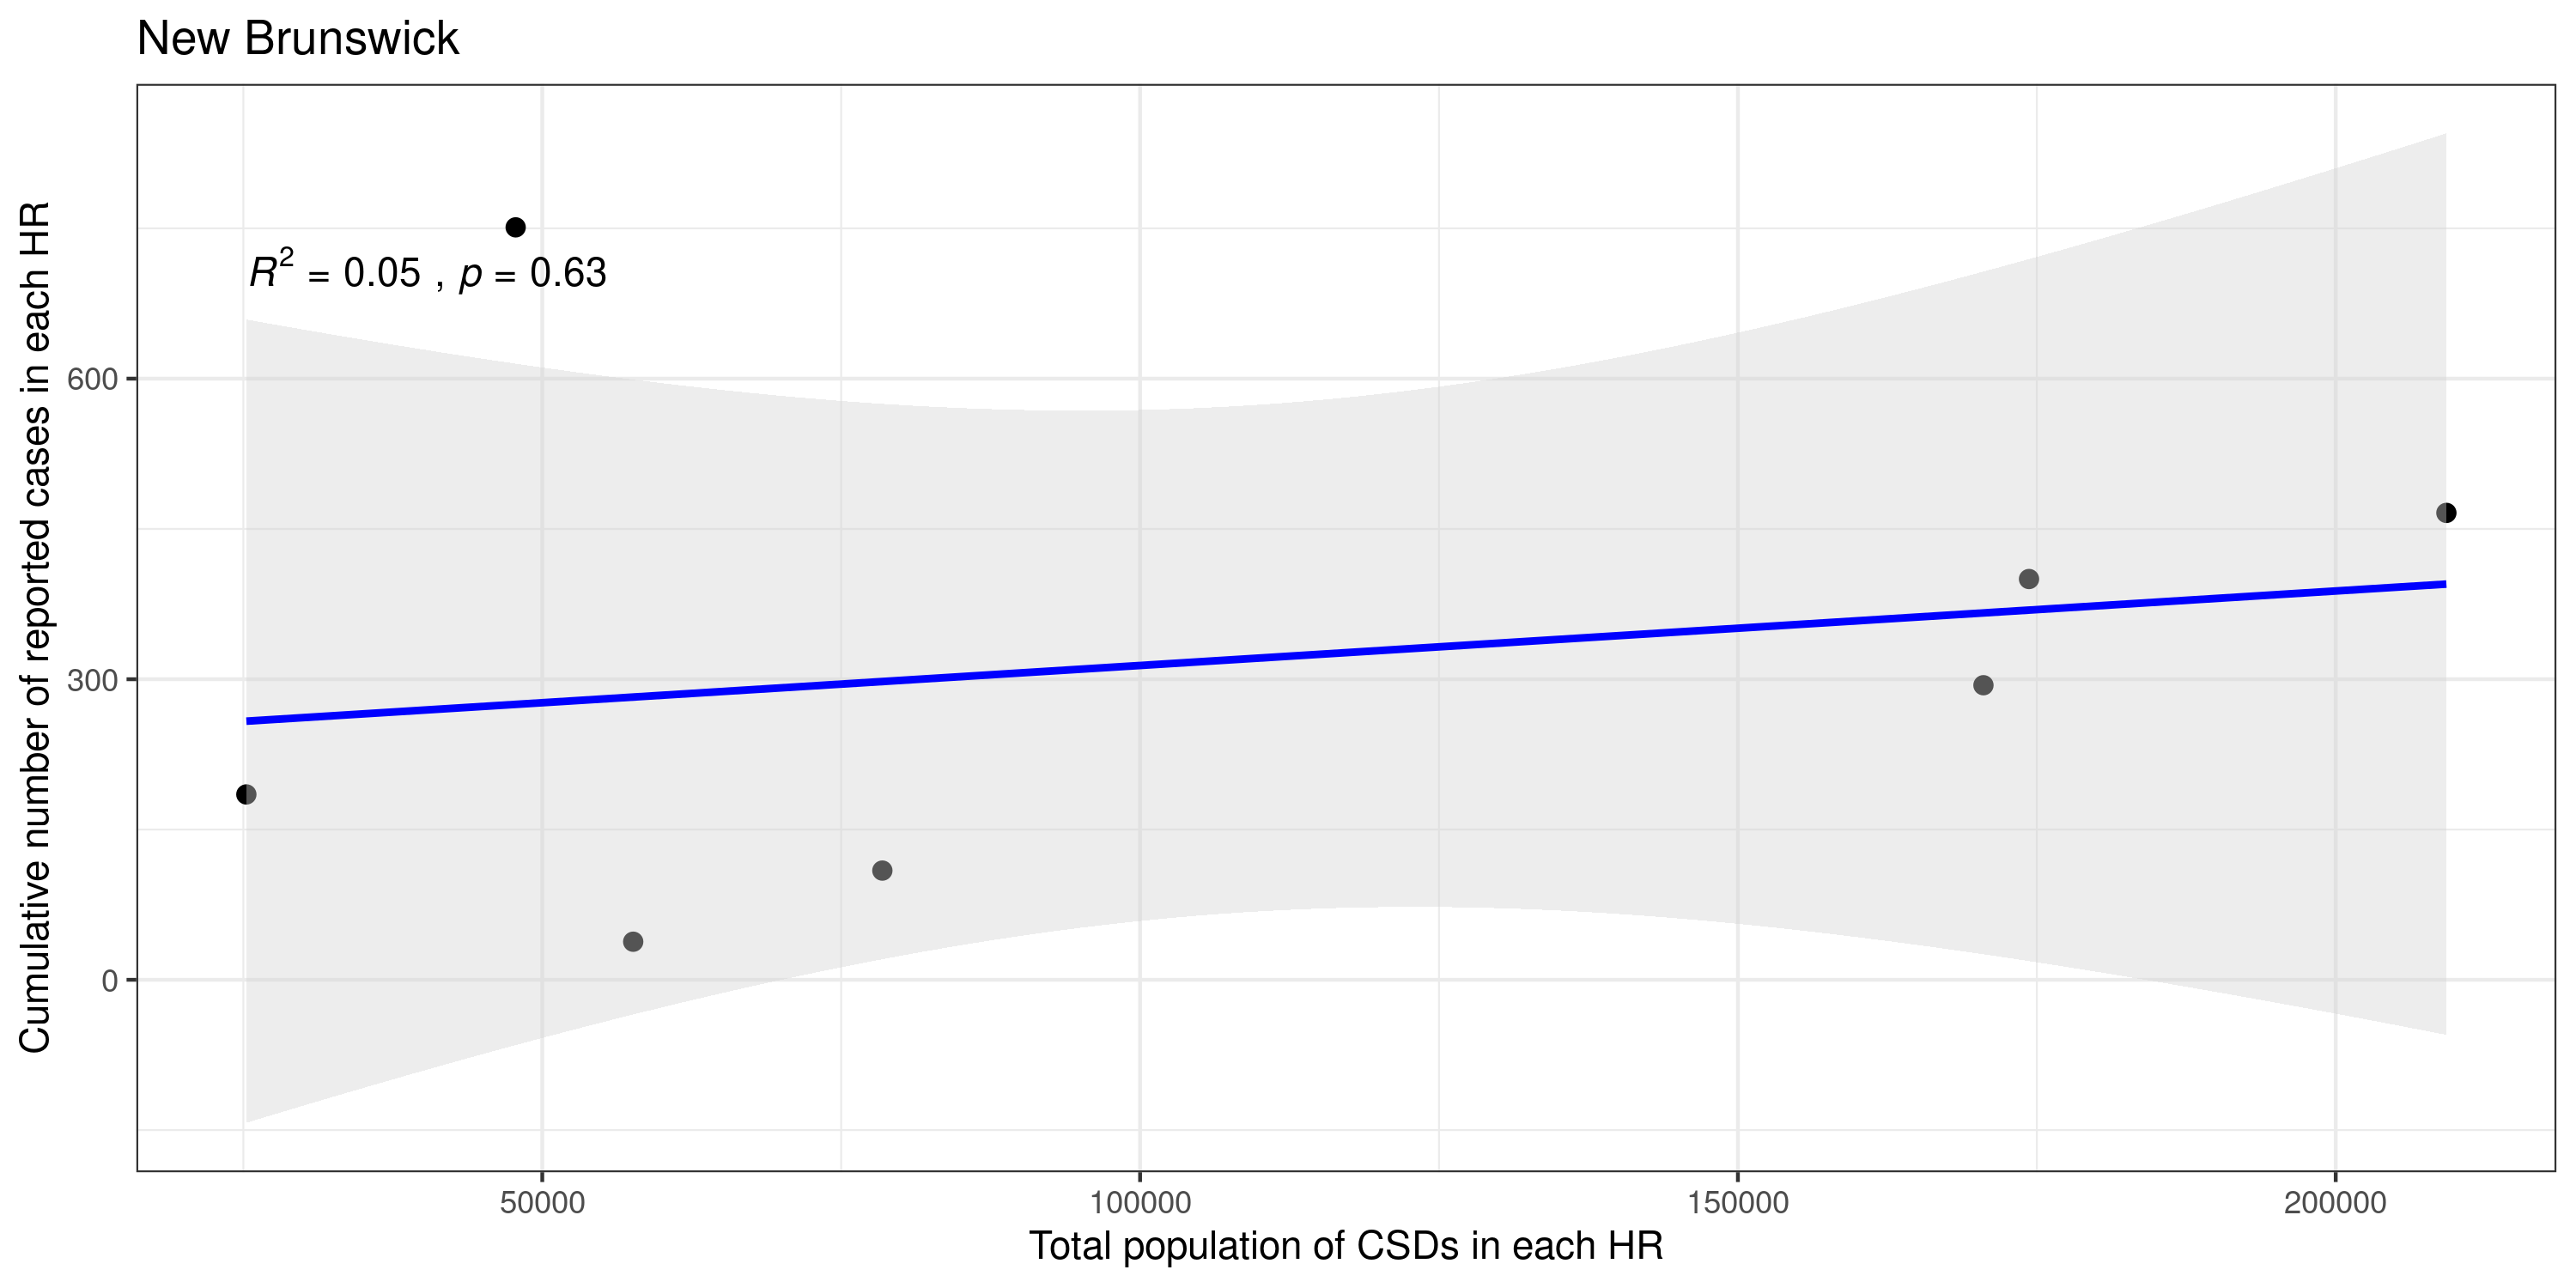 New Brunswick
R² = 0.05 , p = 0.63
Cumulative number of reported cases in each HR
600
300
0
50000 100000 150000 200000
Total population of CSDs in each HR